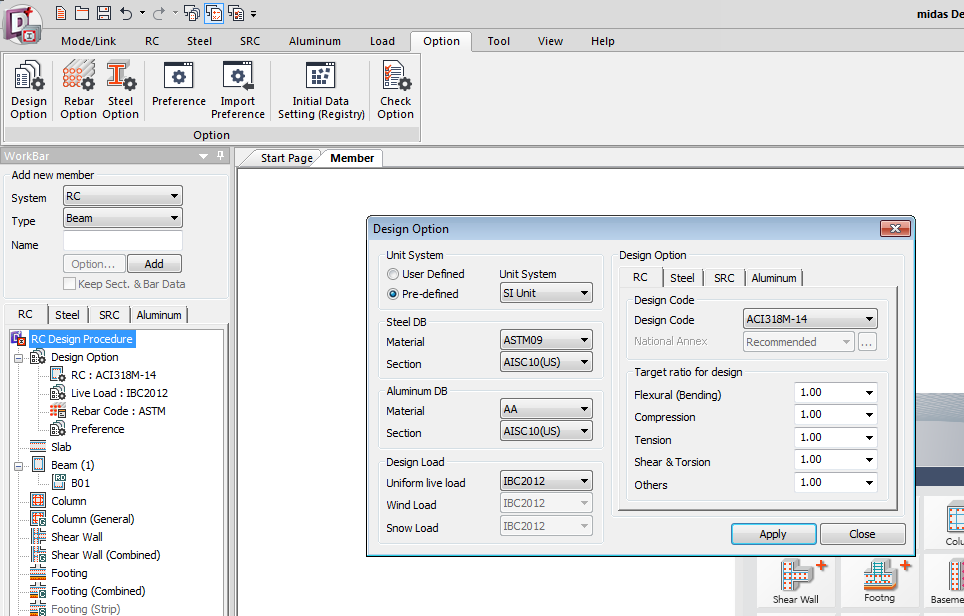 midas De
Mode/Link RC Steel SRC Aluminum Load Option Tool View Help
Design Option
Rebar Option
Steel Option
Preference
Import Preference
Initial Data Setting (Registry)
Check Option
Option
WorkBar
Start Page Member
Add new member
System RC
Type Beam
Name
Option... Add
Keep Sect. & Bar Data
RC Steel SRC Aluminum
RC Design Procedure
Design Option
RC : ACI318M-14
Live Load : IBC2012
Rebar Code : ASTM
Preference
Slab
Beam (1)
B01
Column
Column (General)
Shear Wall
Shear Wall (Combined)
Footing
Footing (Combined)
Footing (Strip)
Design Option
Unit System
User Defined Unit System
Pre-defined SI Unit
Steel DB
Material ASTM09
Section AISC10(US)
Aluminum DB
Material AA
Section AISC10(US)
Design Load
Uniform live load IBC2012
Wind Load IBC2012
Snow Load IBC2012
Design Option
RC Steel SRC Aluminum
Design Code
Design Code ACI318M-14
National Annex Recommended ...
Target ratio for design
Flexural (Bending) 1.00
Compression 1.00
Tension 1.00
Shear & Torsion 1.00
Others 1.00
Apply Close
Colu
Shear Wall Footng Baseme